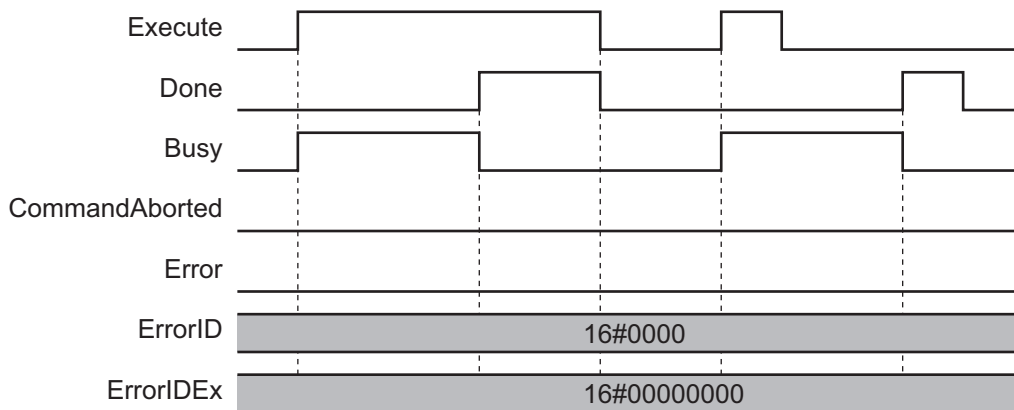 Execute
Done
Busy
CommandAborted
Error
ErrorID 16#0000
ErrorIDEx 16#00000000